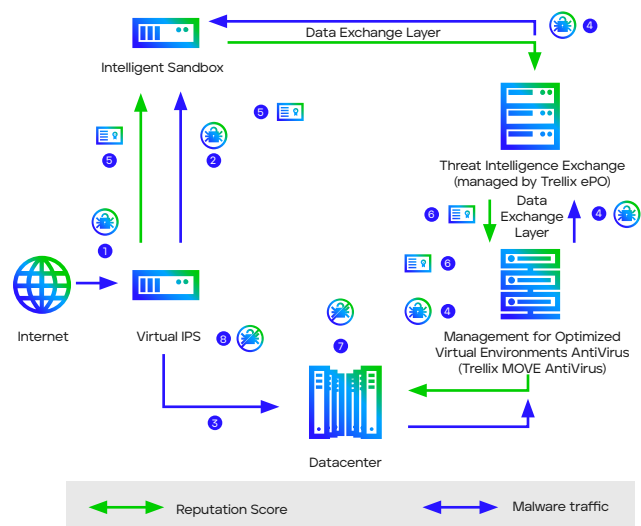 4
Data Exchange Layer
Intelligent Sandbox
5
5
2
Threat Intelligence Exchange
(managed by Trellix ePO)
Data
Exchange
Layer
6
4
1
6
4
Internet
Virtual IPS
8
7
Management for Optimized
Virtual Environments AntiVirus
(Trellix MOVE AntiVirus)
3
Datacenter
Reputation Score
Malware traffic